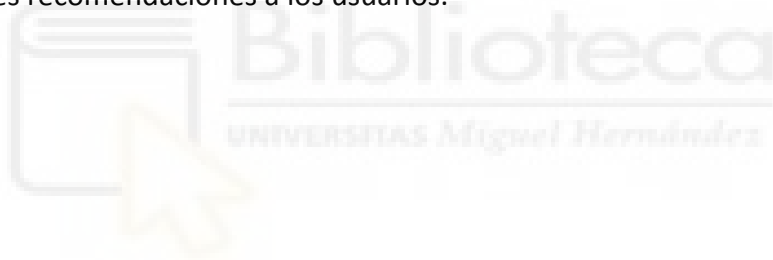 es recomendaciones a los usuarios.
Biblioteca
UNIVERSITAS Miguel Hernández